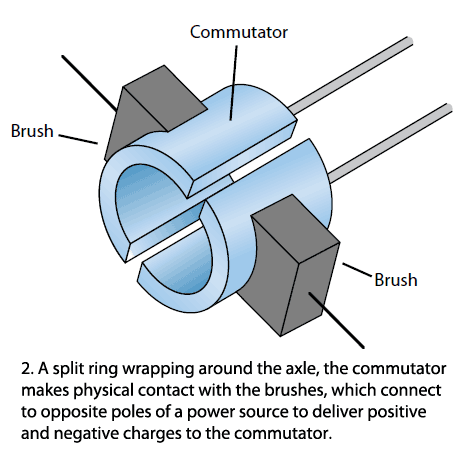 Commutator
Brush
Brush
2. A split ring wrapping around the axle, the commutator
makes physical contact with the brushes, which connect
to opposite poles of a power source to deliver positive
and negative charges to the commutator.